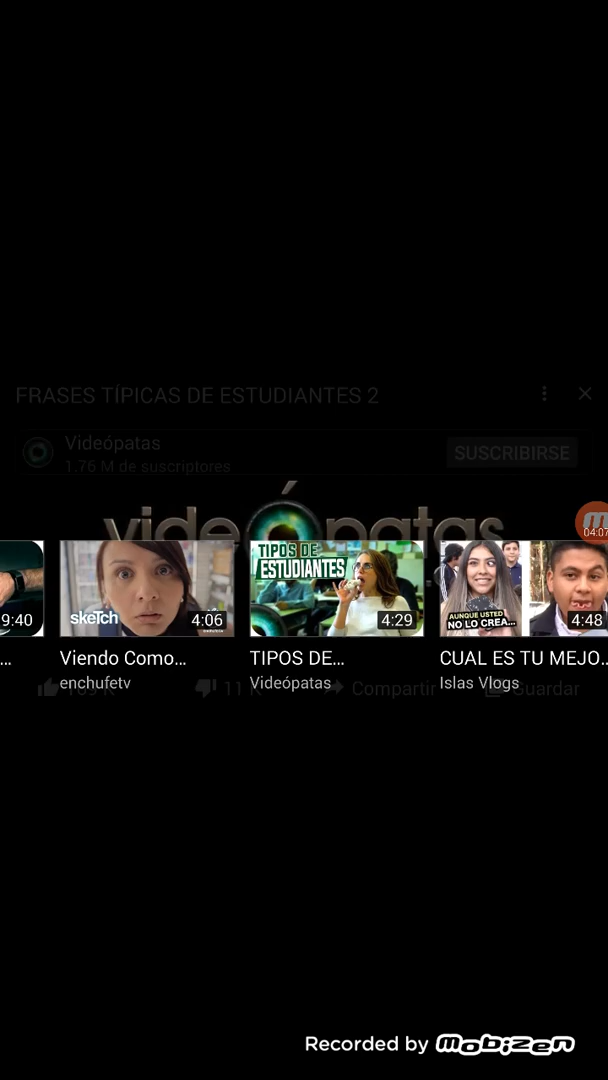 FRASES TÍPICAS DE ESTUDIANTES 2
Videópatas
1.76 M de suscriptores
SUSCRIBIRSE
videópatas
04:07
9:40
skeTch
4:06
TIPOS DE
ESTUDIANTES
4:29
AUNQUE USTED
NO LO CREA...
4:48
...
Viendo Como...
TIPOS DE...
CUAL ES TU MEJO...
enchufetv
Videópatas
Islas Vlogs
11 K
Compartir
Guardar
Recorded by mobizen